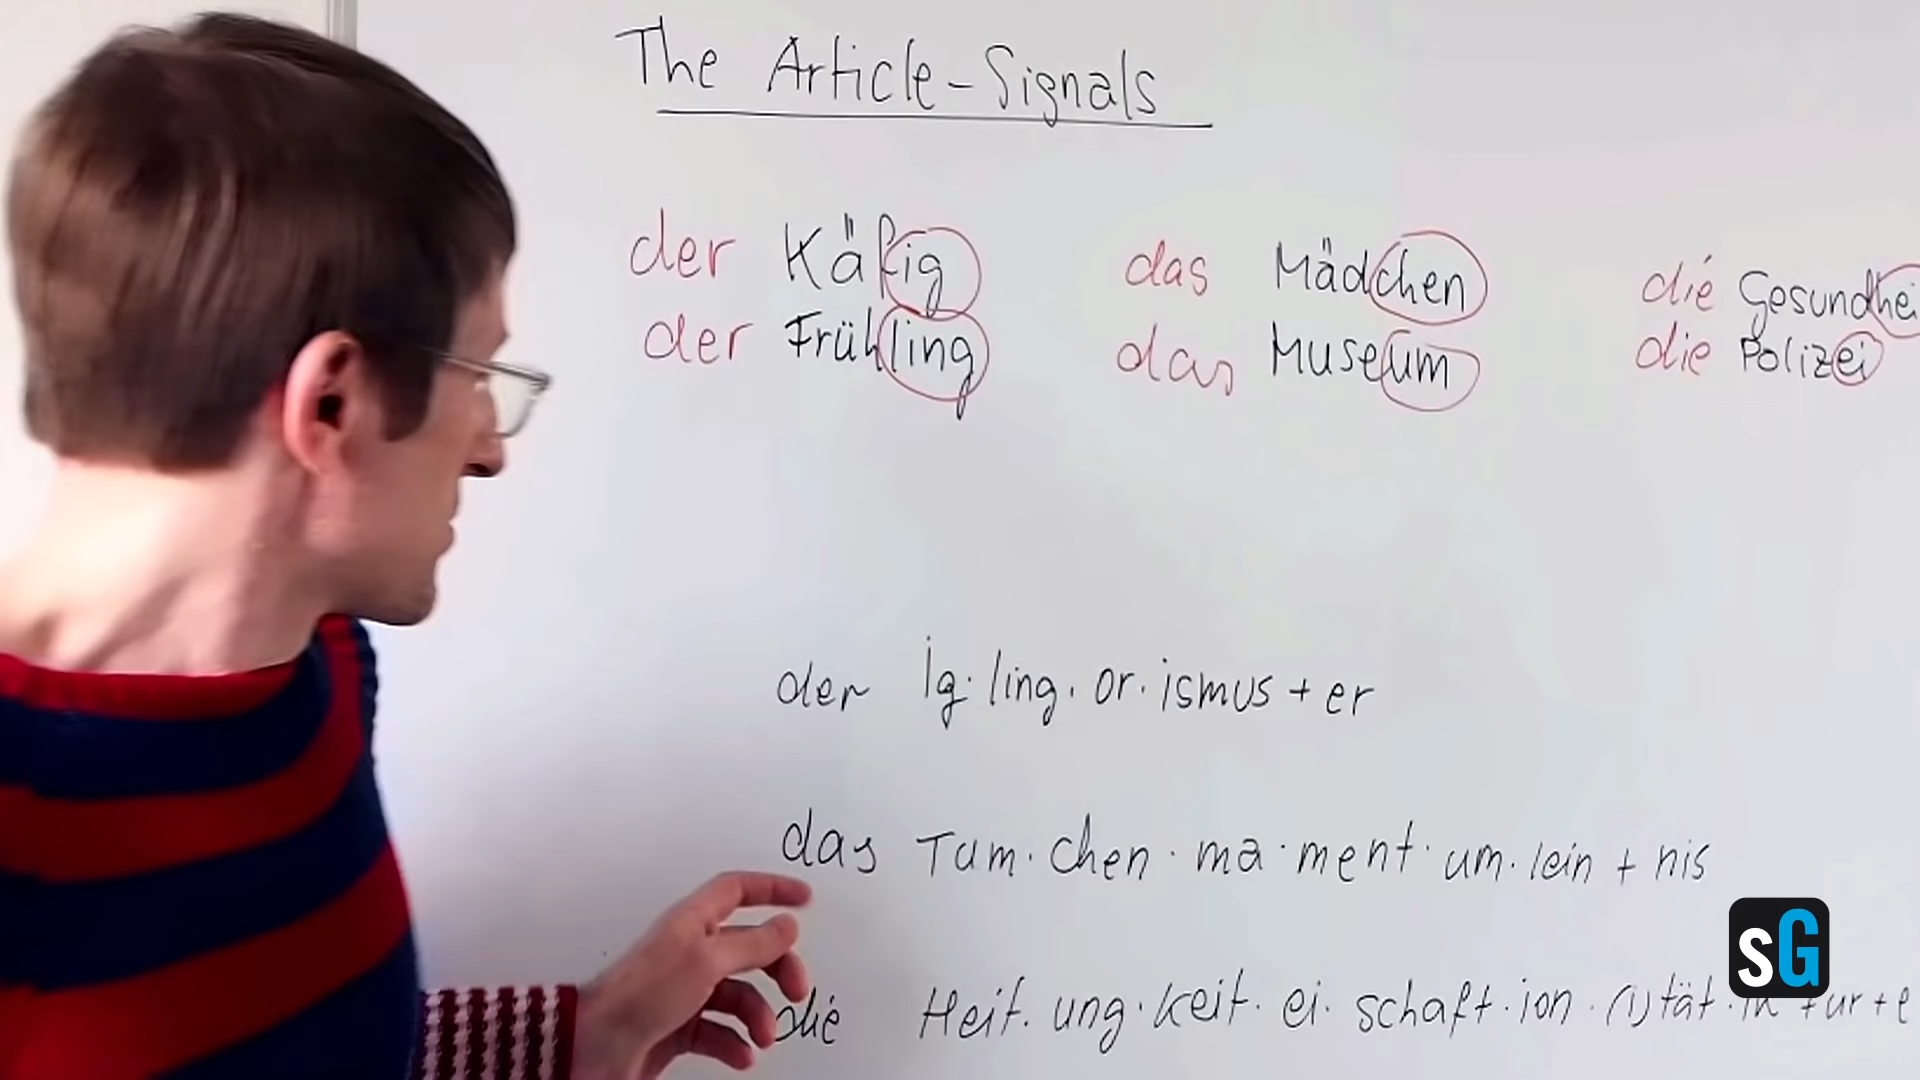 The Article-Signals
der Käfig das Mädchen die Gesundhei
der Frühling das Museum die Polizei
der ig · ling · or · ismus + er
das Tum · chen · ma · ment · um · lein + nis
die Heit · ung · keit · ei · schaft · ion · (i)tät · ik + ur + e
SG